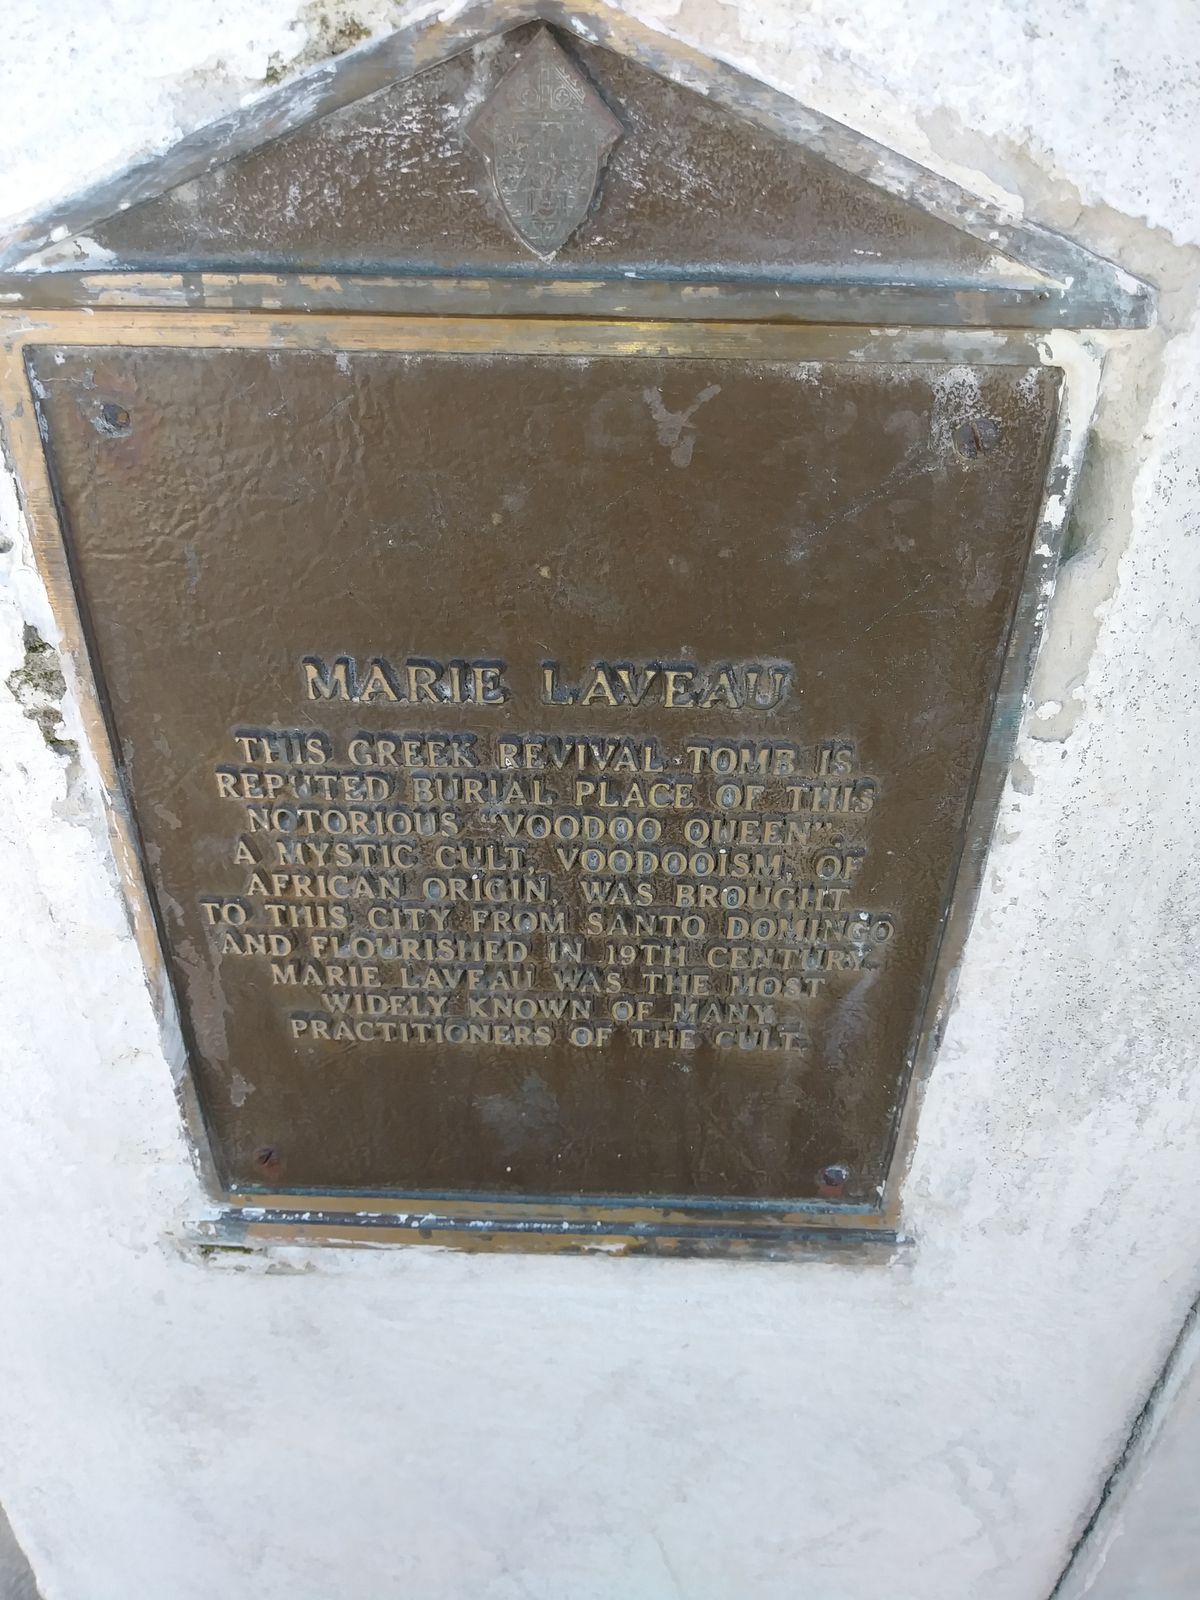 MARIE LAVEAU
THIS GREEK REVIVAL TOMB IS
REPUTED BURIAL PLACE OF THIS
NOTORIOUS "VOODOO QUEEN".
A MYSTIC CULT, VOODOOISM, OF
AFRICAN ORIGIN, WAS BROUGHT
TO THIS CITY FROM SANTO DOMINGO
AND FLOURISHED IN 19TH CENTURY.
MARIE LAVEAU WAS THE MOST
WIDELY KNOWN OF MANY
PRACTITIONERS OF THE CULT.